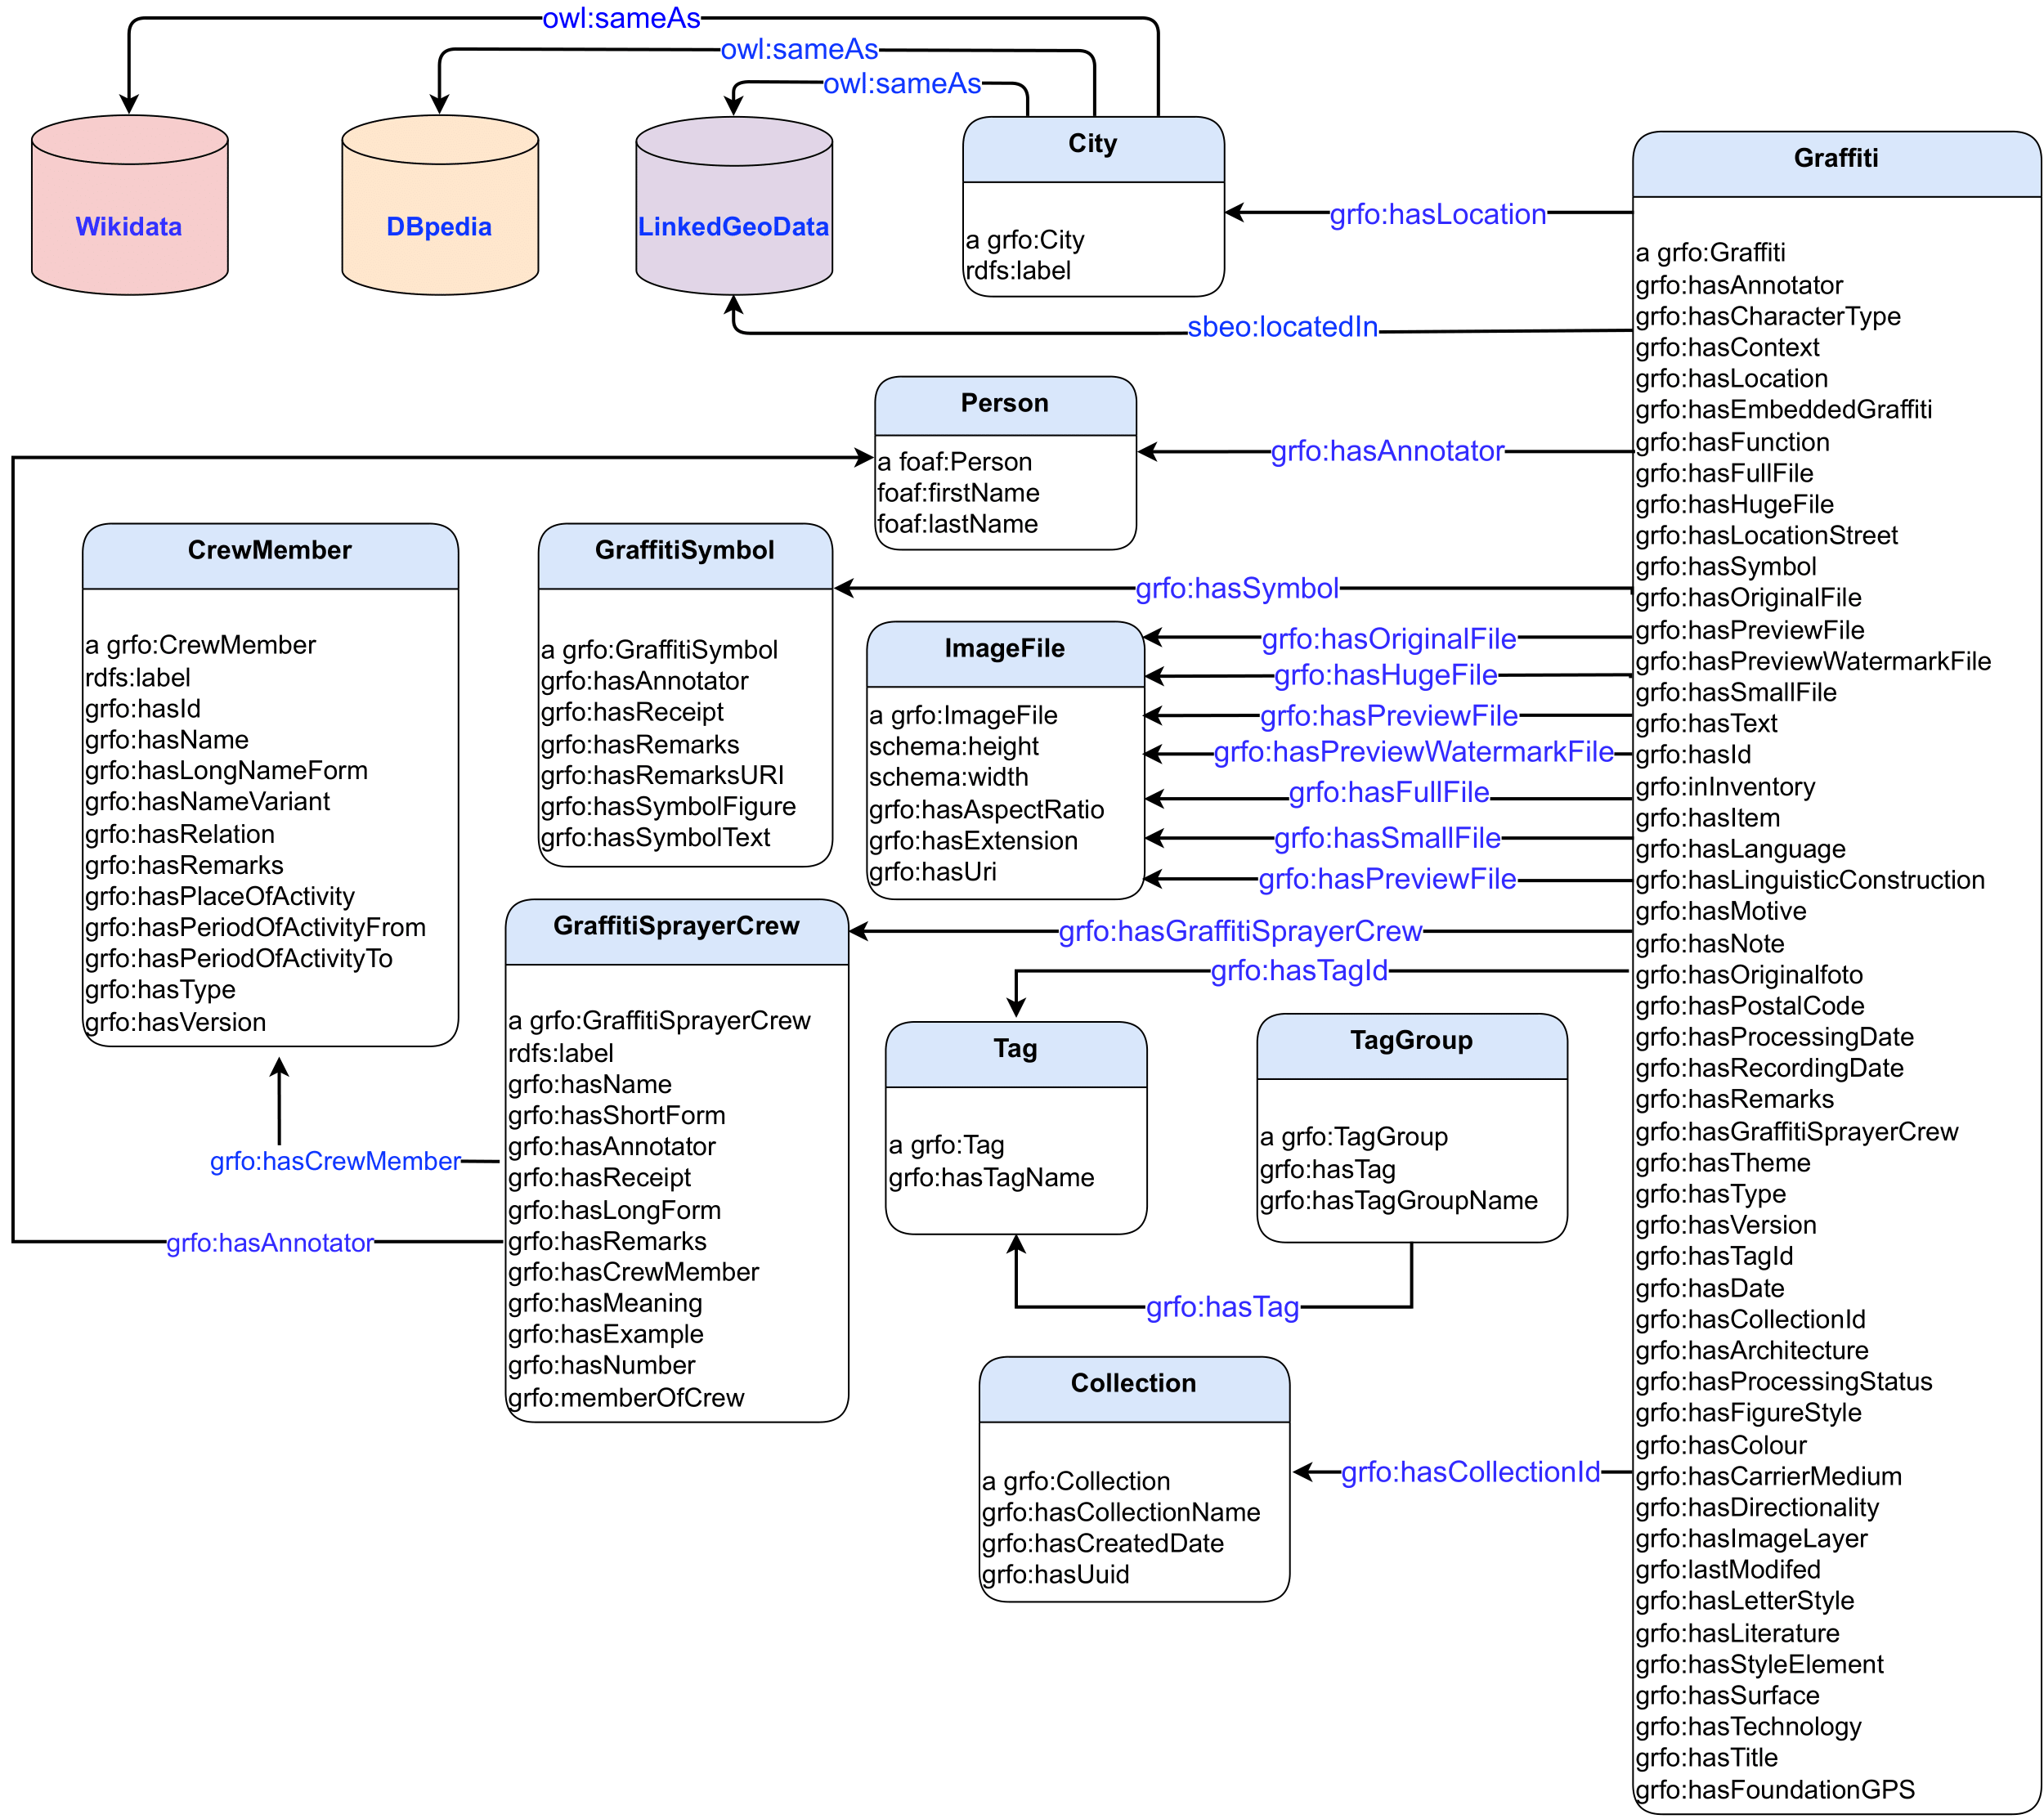 owl:sameAs
owl:sameAs
owl:sameAs
Wikidata
DBpedia
LinkedGeoData
City
a grfo:City
rdfs:label
grfo:hasLocation
sbeo:locatedIn
Person
a foaf:Person
foaf:firstName
foaf:lastName
grfo:hasAnnotator
CrewMember
a grfo:CrewMember
rdfs:label
grfo:hasId
grfo:hasName
grfo:hasLongNameForm
grfo:hasNameVariant
grfo:hasRelation
grfo:hasRemarks
grfo:hasPlaceOfActivity
grfo:hasPeriodOfActivityFrom
grfo:hasPeriodOfActivityTo
grfo:hasType
grfo:hasVersion
GraffitiSymbol
a grfo:GraffitiSymbol
grfo:hasAnnotator
grfo:hasReceipt
grfo:hasRemarks
grfo:hasRemarksURI
grfo:hasSymbolFigure
grfo:hasSymbolText
grfo:hasSymbol
ImageFile
a grfo:ImageFile
schema:height
schema:width
grfo:hasAspectRatio
grfo:hasExtension
grfo:hasUri
grfo:hasOriginalFile
grfo:hasHugeFile
grfo:hasPreviewFile
grfo:hasPreviewWatermarkFile
grfo:hasFullFile
grfo:hasSmallFile
grfo:hasPreviewFile
GraffitiSprayerCrew
a grfo:GraffitiSprayerCrew
rdfs:label
grfo:hasName
grfo:hasShortForm
grfo:hasAnnotator
grfo:hasReceipt
grfo:hasLongForm
grfo:hasRemarks
grfo:hasCrewMember
grfo:hasMeaning
grfo:hasExample
grfo:hasNumber
grfo:memberOfCrew
grfo:hasGraffitiSprayerCrew
grfo:hasTagId
grfo:hasCrewMember
grfo:hasAnnotator
Tag
a grfo:Tag
grfo:hasTagName
TagGroup
a grfo:TagGroup
grfo:hasTag
grfo:hasTagGroupName
grfo:hasTag
Collection
a grfo:Collection
grfo:hasCollectionName
grfo:hasCreatedDate
grfo:hasUuid
grfo:hasCollectionId
Graffiti
a grfo:Graffiti
grfo:hasAnnotator
grfo:hasCharacterType
grfo:hasContext
grfo:hasLocation
grfo:hasEmbeddedGraffiti
grfo:hasFunction
grfo:hasFullFile
grfo:hasHugeFile
grfo:hasLocationStreet
grfo:hasSymbol
grfo:hasOriginalFile
grfo:hasPreviewFile
grfo:hasPreviewWatermarkFile
grfo:hasSmallFile
grfo:hasText
grfo:hasId
grfo:inInventory
grfo:hasItem
grfo:hasLanguage
grfo:hasLinguisticConstruction
grfo:hasMotive
grfo:hasNote
grfo:hasOriginalfoto
grfo:hasPostalCode
grfo:hasProcessingDate
grfo:hasRecordingDate
grfo:hasRemarks
grfo:hasGraffitiSprayerCrew
grfo:hasTheme
grfo:hasType
grfo:hasVersion
grfo:hasTagId
grfo:hasDate
grfo:hasCollectionId
grfo:hasArchitecture
grfo:hasProcessingStatus
grfo:hasFigureStyle
grfo:hasColour
grfo:hasCarrierMedium
grfo:hasDirectionality
grfo:hasImageLayer
grfo:lastModifed
grfo:hasLetterStyle
grfo:hasLiterature
grfo:hasStyleElement
grfo:hasSurface
grfo:hasTechnology
grfo:hasTitle
grfo:hasFoundationGPS